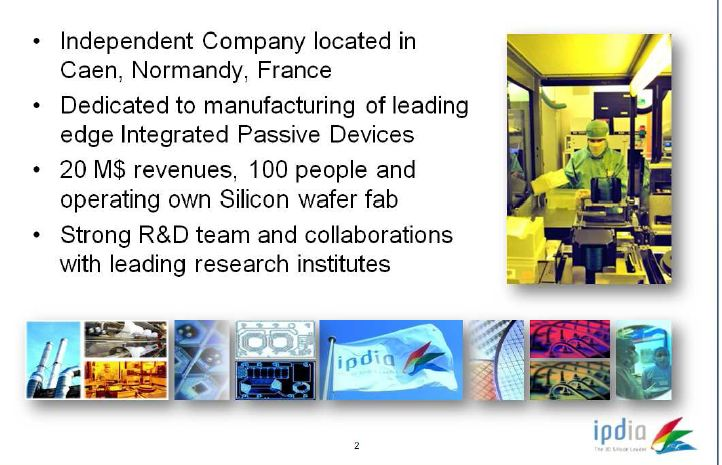 • Independent Company located in
Caen, Normandy, France
• Dedicated to manufacturing of leading
edge Integrated Passive Devices
• 20 M$ revenues, 100 people and
operating own Silicon wafer fab
• Strong R&D team and collaborations
with leading research institutes
ipdia
2
ipdia
The 3D Silicon Leader